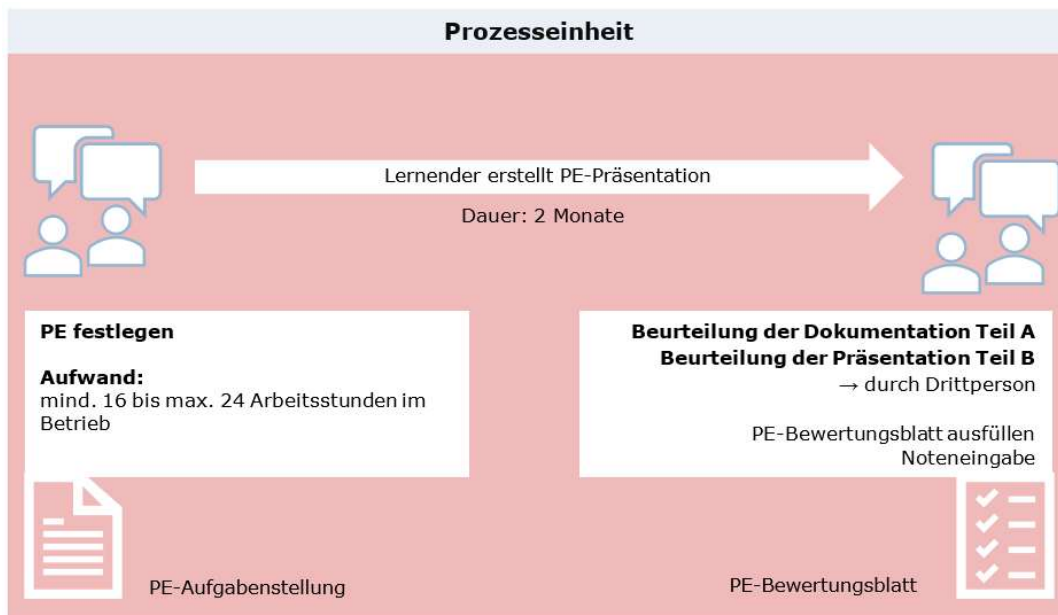 Prozesseinheit
Lernender erstellt PE-Präsentation
Dauer: 2 Monate
PE festlegen
Aufwand:
mind. 16 bis max. 24 Arbeitsstunden im
Betrieb
Beurteilung der Dokumentation Teil A
Beurteilung der Präsentation Teil B
→ durch Drittperson
PE-Bewertungsblatt ausfüllen
Noteneingabe
PE-Aufgabenstellung
PE-Bewertungsblatt